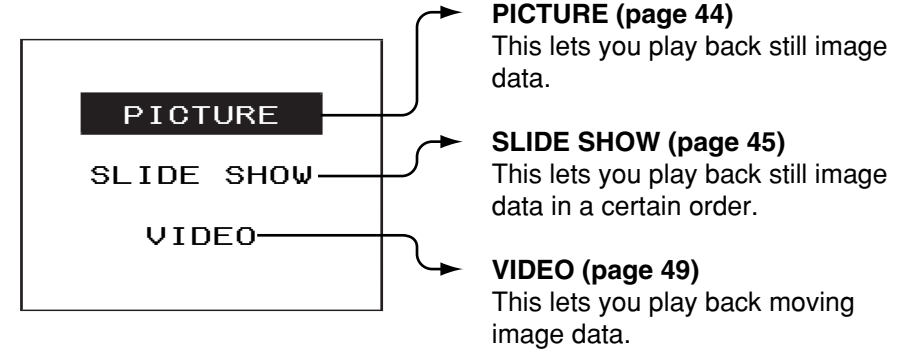 PICTURE
SLIDE SHOW
VIDEO
PICTURE (page 44)
This lets you play back still image
data.
SLIDE SHOW (page 45)
This lets you play back still image
data in a certain order.
VIDEO (page 49)
This lets you play back moving
image data.